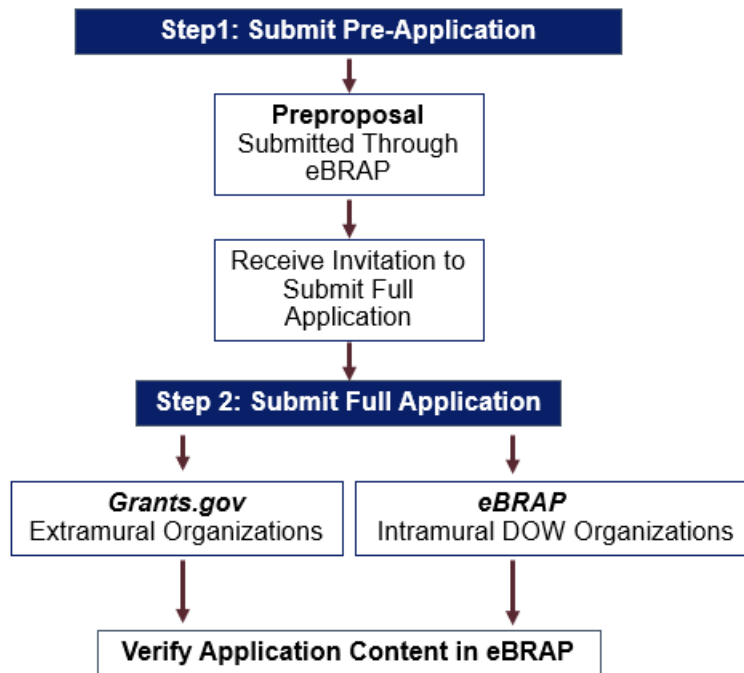 Step1: Submit Pre-Application
Preproposal
Submitted Through
eBRAP
Receive Invitation to
Submit Full
Application
Step 2: Submit Full Application
Grants.gov
Extramural Organizations
eBRAP
Intramural DOW Organizations
Verify Application Content in eBRAP